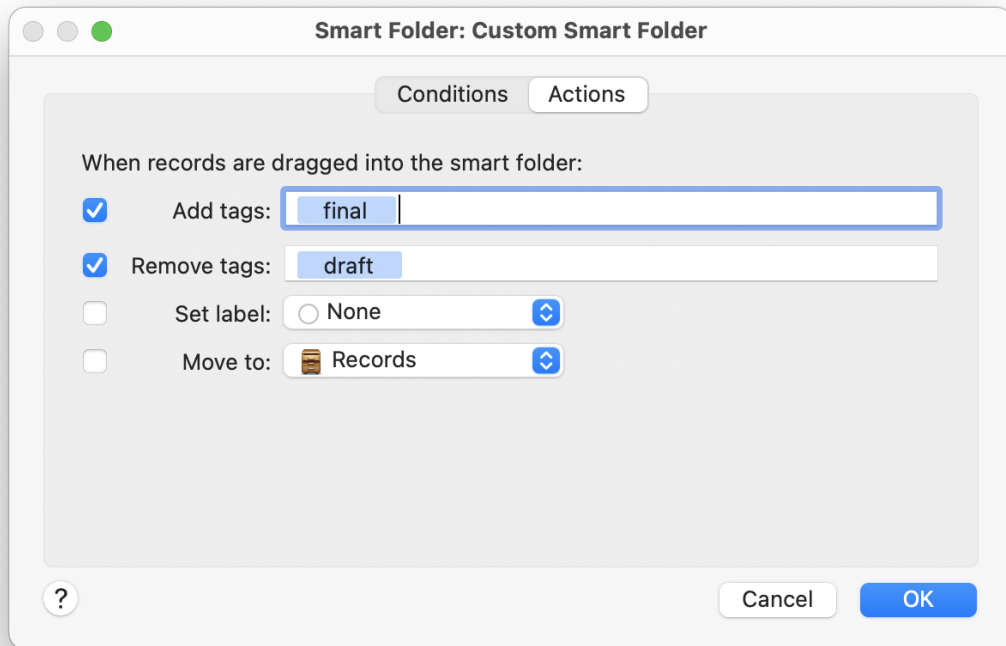 Smart Folder: Custom Smart Folder
Conditions Actions
When records are dragged into the smart folder:
Add tags: final
Remove tags: draft
Set label: None
Move to: Records
? Cancel OK